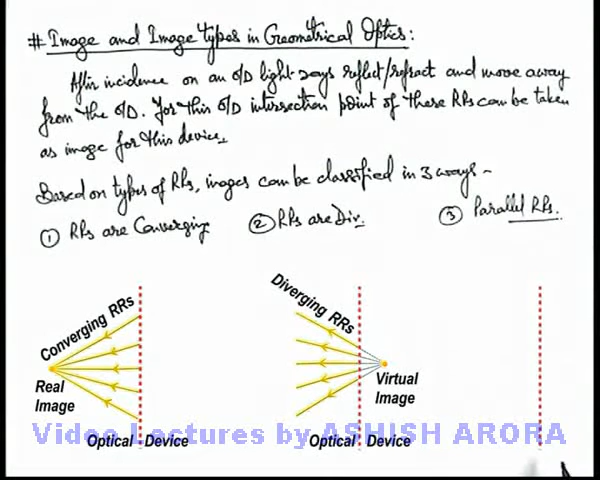 # Image and Image types in Geometrical Optics:
After incidence on an O/D light rays reflect/refract and move away
from the O/D. For this O/D intersection point of these RRs can be taken
as image for this device.
Based on types of RRs, images can be classified in 3 ways -
① RRs are Converging ② RRs are Div. ③ Parallel RRs.
Converging RRs
Real
Image
Optical Device
Diverging RRs
Virtual
Image
Optical Device
Video Lectures by ASHISH ARORA